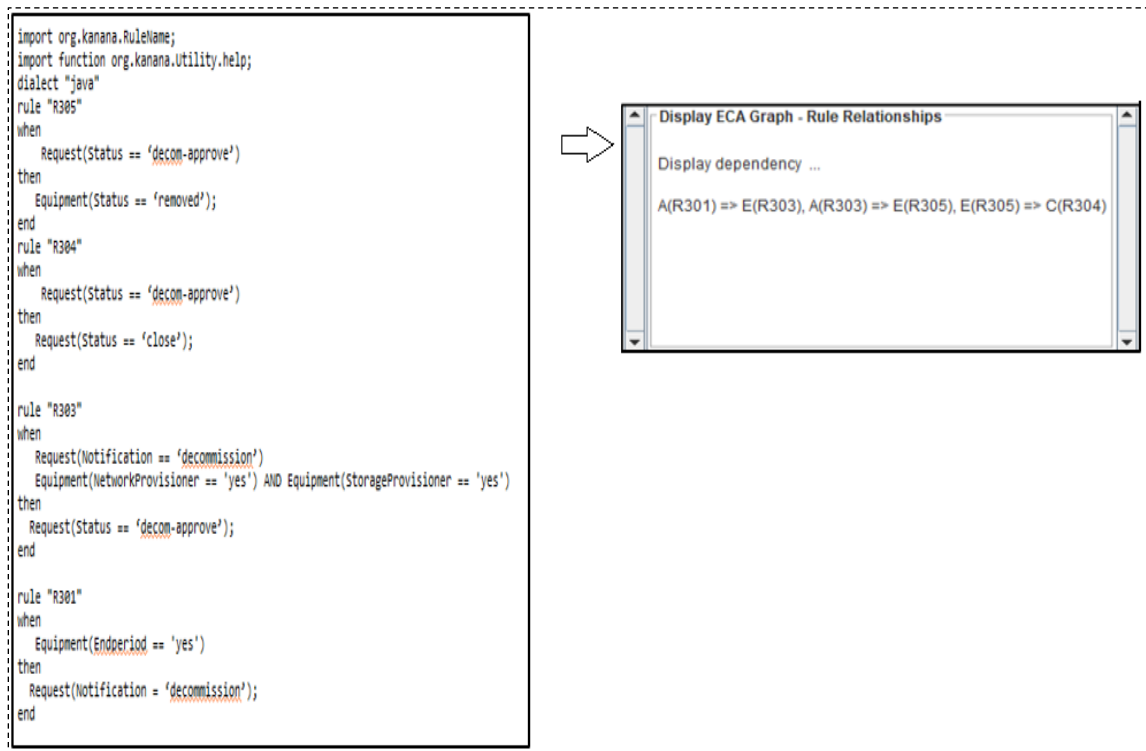 import org.kanana.RuleName;
import function org.kanana.Utility.help;
dialect "java"
rule "R305"
when
Request(Status == ‘decom-approve’)
then
Equipment(Status == ‘removed’);
end
rule "R304"
when
Request(Status == ‘decom-approve’)
then
Request(Status == ‘close’);
end
rule "R303"
when
Request(Notification == ‘decommission’)
Equipment(NetworkProvisioner == 'yes') AND Equipment(StorageProvisioner == 'yes')
then
Request(Status == ‘decom-approve’);
end
rule "R301"
when
Equipment(Endperiod == 'yes')
then
Request(Notification = ‘decommission’);
end
Display ECA Graph - Rule Relationships
Display dependency ...
A(R301) => E(R303), A(R303) => E(R305), E(R305) => C(R304)